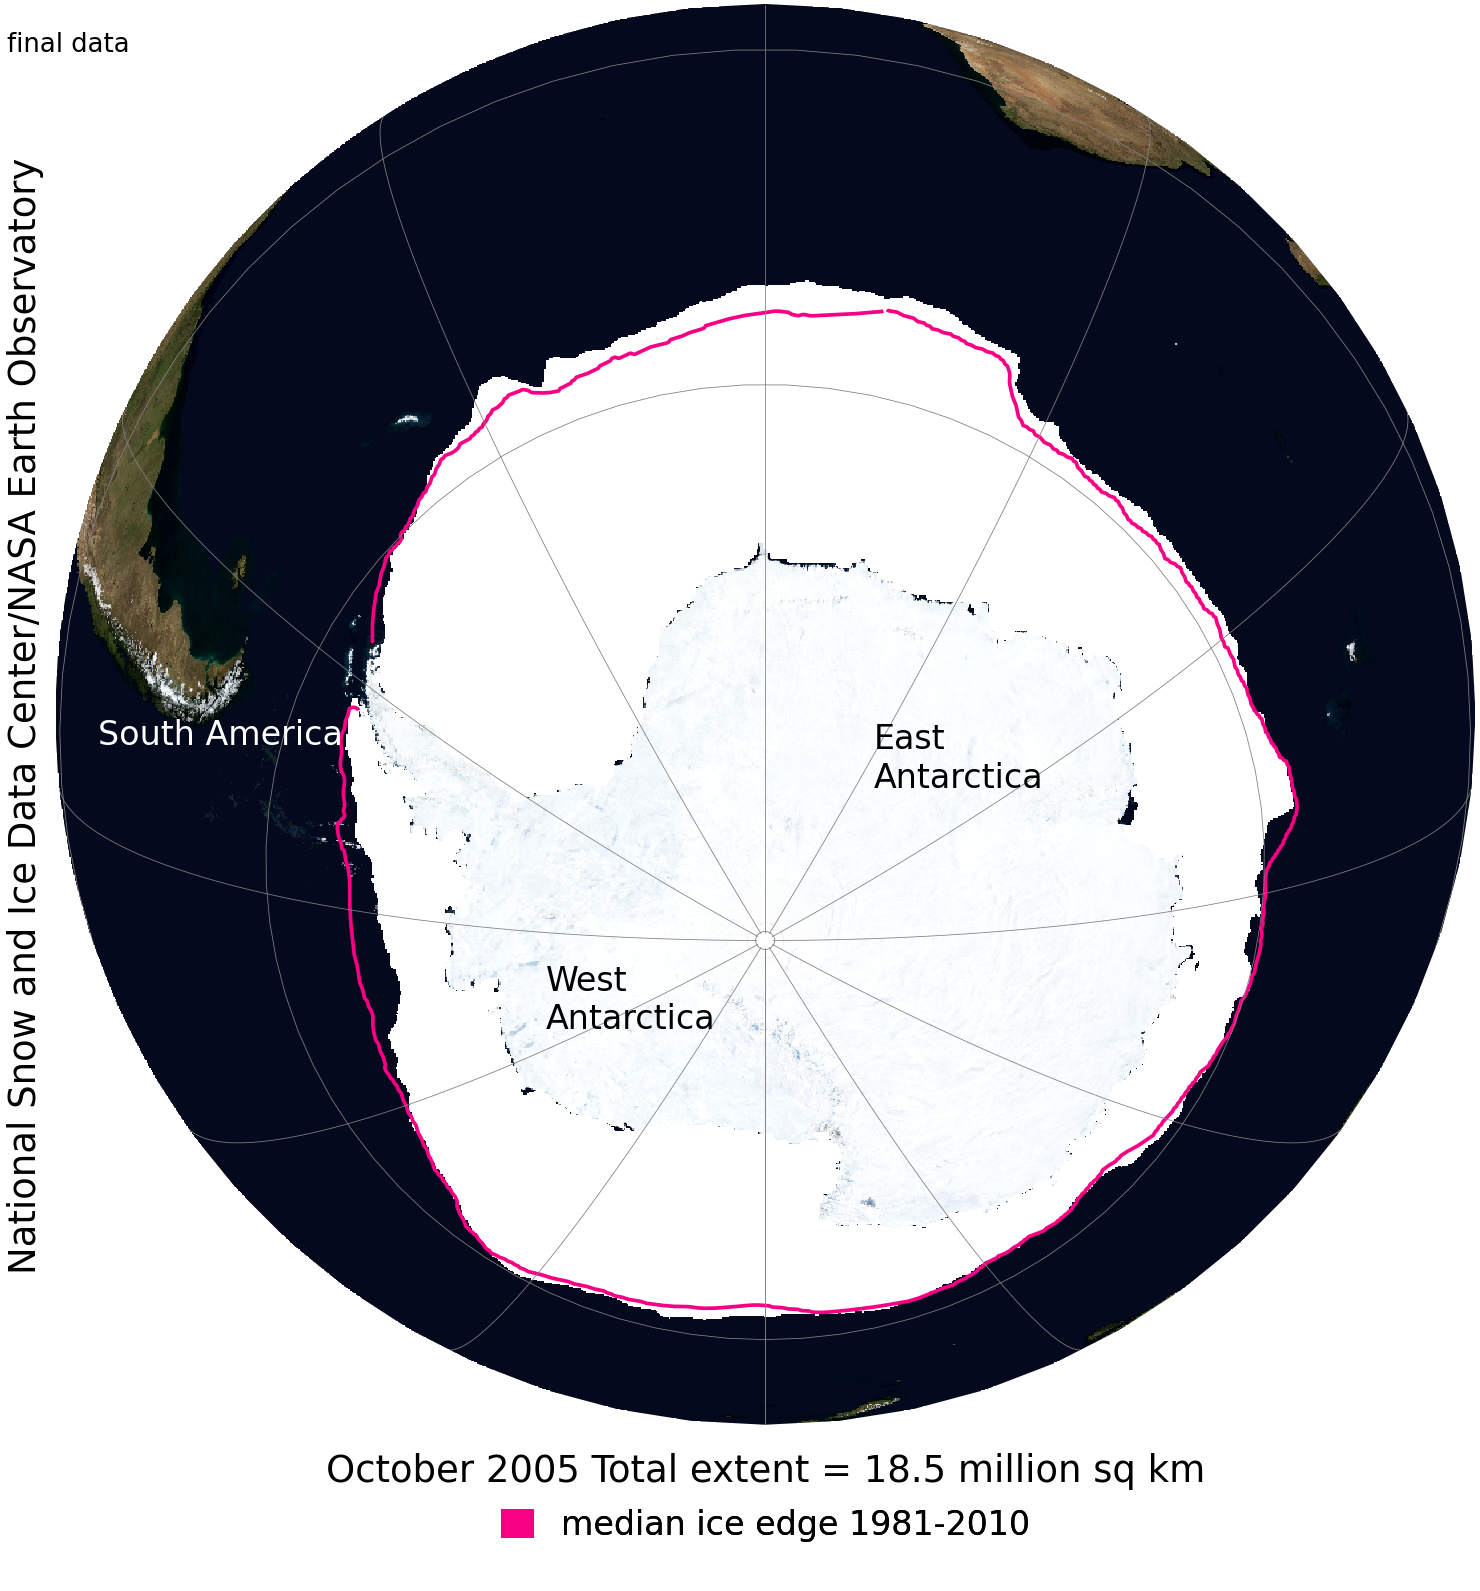 final data
National Snow and Ice Data Center/NASA Earth Observatory
South America
East
Antarctica
West
Antarctica
October 2005 Total extent = 18.5 million sq km
median ice edge 1981-2010